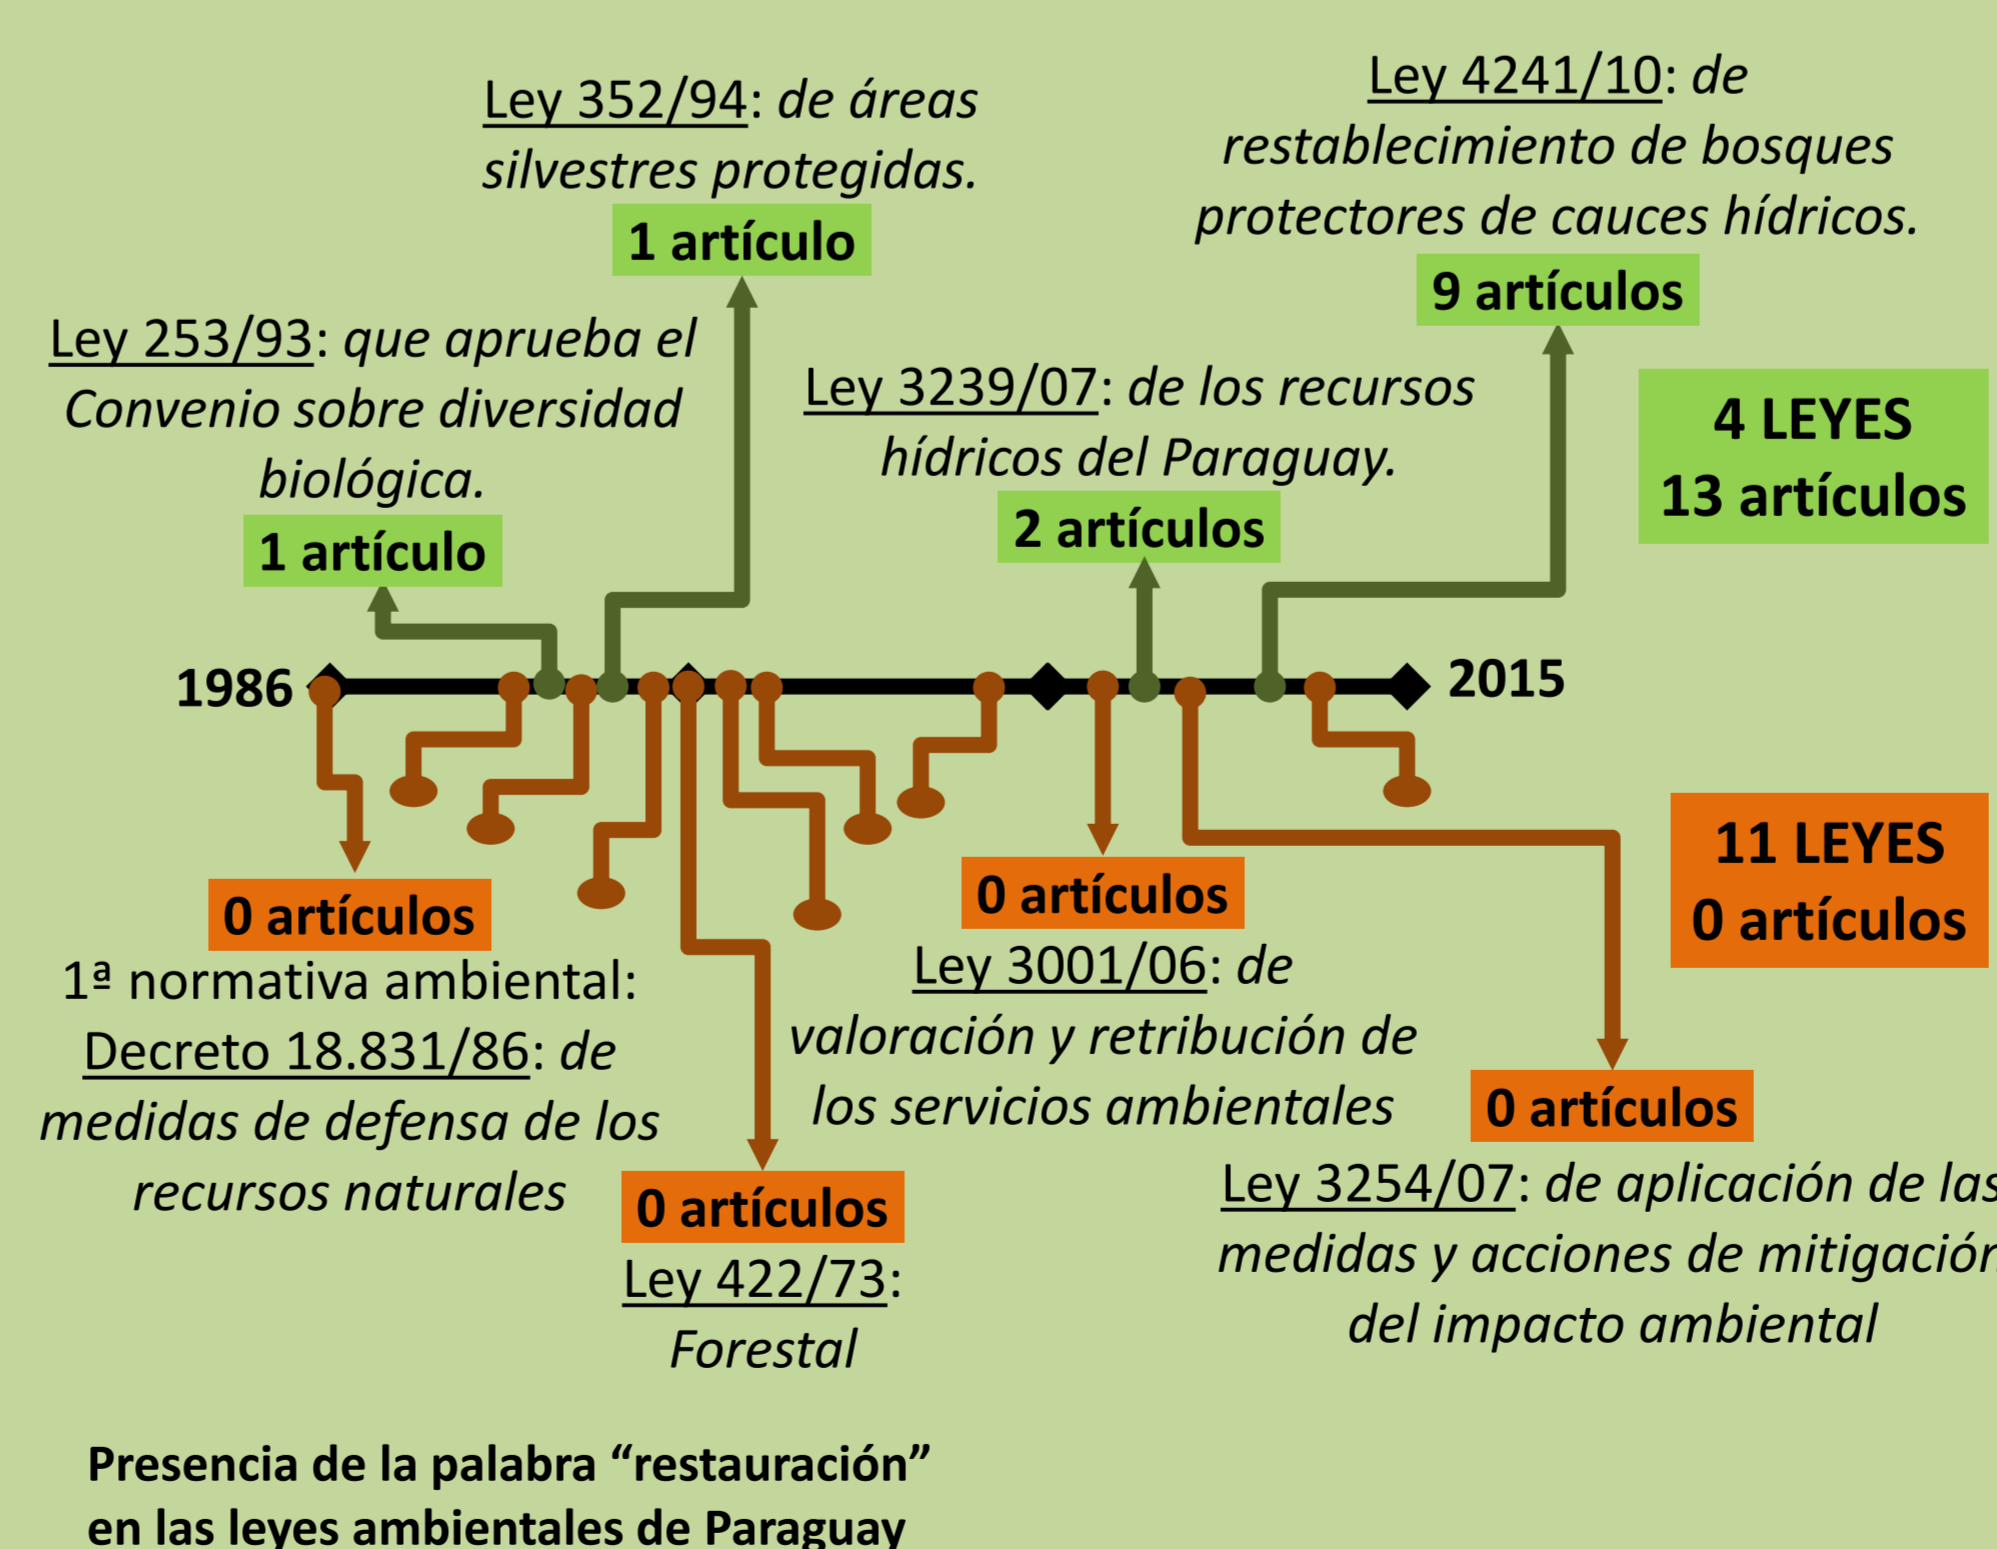 Ley 352/94: de áreas
silvestres protegidas.
1 artículo
Ley 4241/10: de
restablecimiento de bosques
protectores de cauces hídricos.
9 artículos
Ley 253/93: que aprueba el
Convenio sobre diversidad
biológica.
1 artículo
Ley 3239/07: de los recursos
hídricos del Paraguay.
2 artículos
4 LEYES
13 artículos
1986
2015
11 LEYES
0 artículos
0 artículos
1ª normativa ambiental:
Decreto 18.831/86: de
medidas de defensa de los
recursos naturales
0 artículos
Ley 422/73:
Forestal
0 artículos
Ley 3001/06: de
valoración y retribución de
los servicios ambientales
0 artículos
Ley 3254/07: de aplicación de las
medidas y acciones de mitigación
del impacto ambiental
Presencia de la palabra “restauración”
en las leyes ambientales de Paraguay